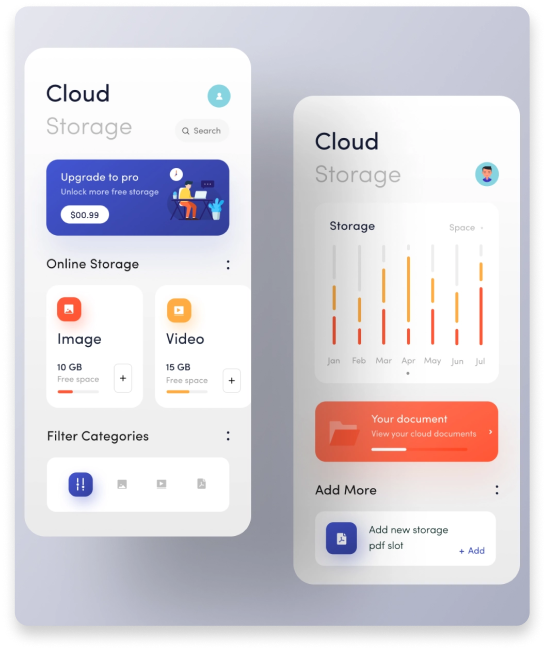 Cloud
Storage
Search
Upgrade to pro
Unlock more free storage
$00.99
Online Storage
Image
10 GB
Free space
+
Video
15 GB
Free space
+
Filter Categories
Cloud
Storage
Storage
Space
Jan Feb Mar Apr May Jun Jul
Your document
View your cloud documents
Add More
Add new storage
pdf slot
+ Add